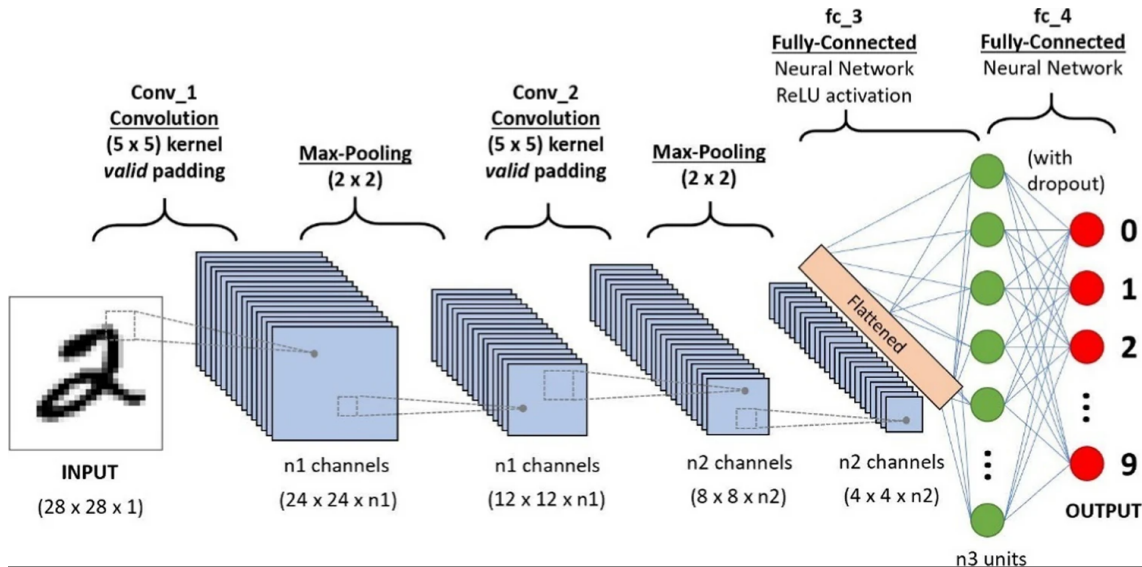 fc_3
Fully-Connected
Neural Network
ReLU activation
fc_4
Fully-Connected
Neural Network
Conv_1
Convolution
(5 x 5) kernel
valid padding
Max-Pooling
(2 x 2)
Conv_2
Convolution
(5 x 5) kernel
valid padding
Max-Pooling
(2 x 2)
(with
dropout)
Flattened
0
1
2
9
2
INPUT
(28 x 28 x 1)
n1 channels
(24 x 24 x n1)
n1 channels
(12 x 12 x n1)
n2 channels
(8 x 8 x n2)
n2 channels
(4 x 4 x n2)
OUTPUT
n3 units